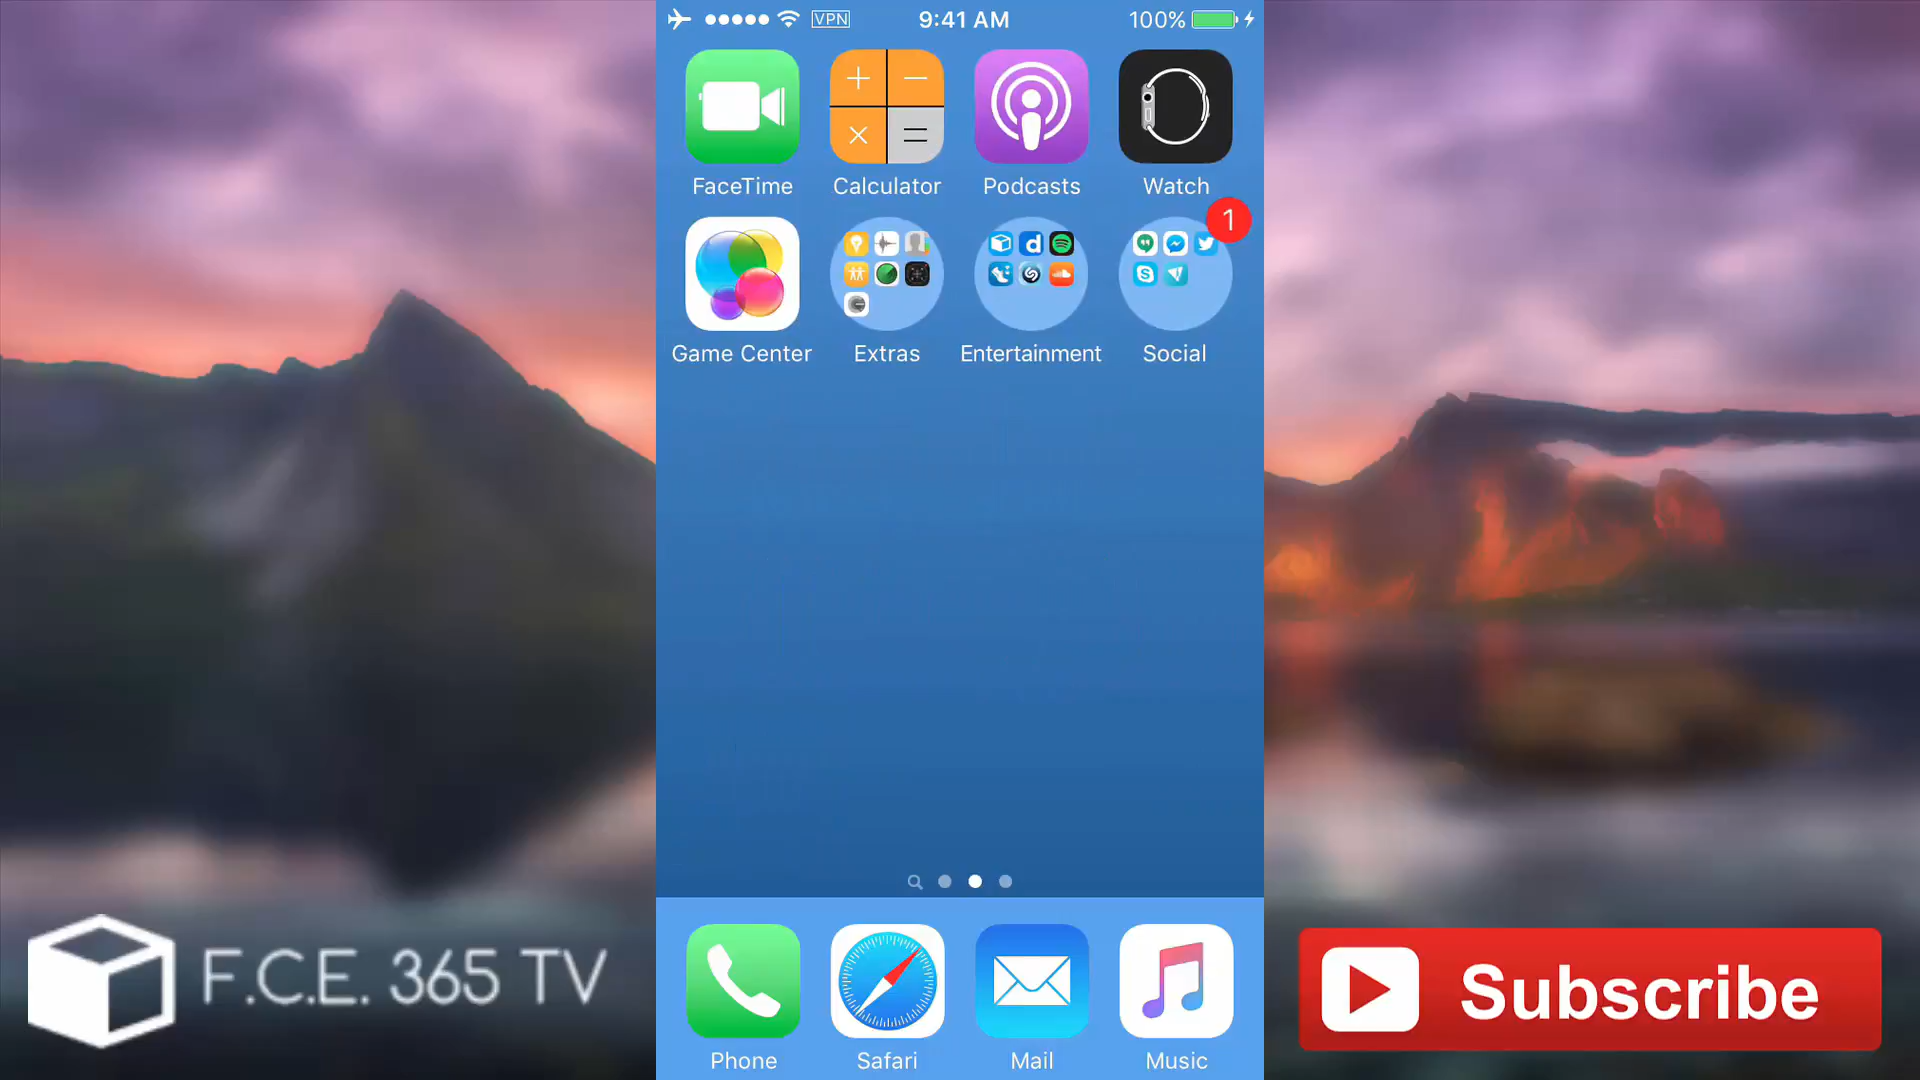 VPN 9:41 AM 100%
FaceTime Calculator Podcasts Watch
1
Game Center Extras Entertainment Social
F.C.E. 365 TV
Subscribe
Phone Safari Mail Music